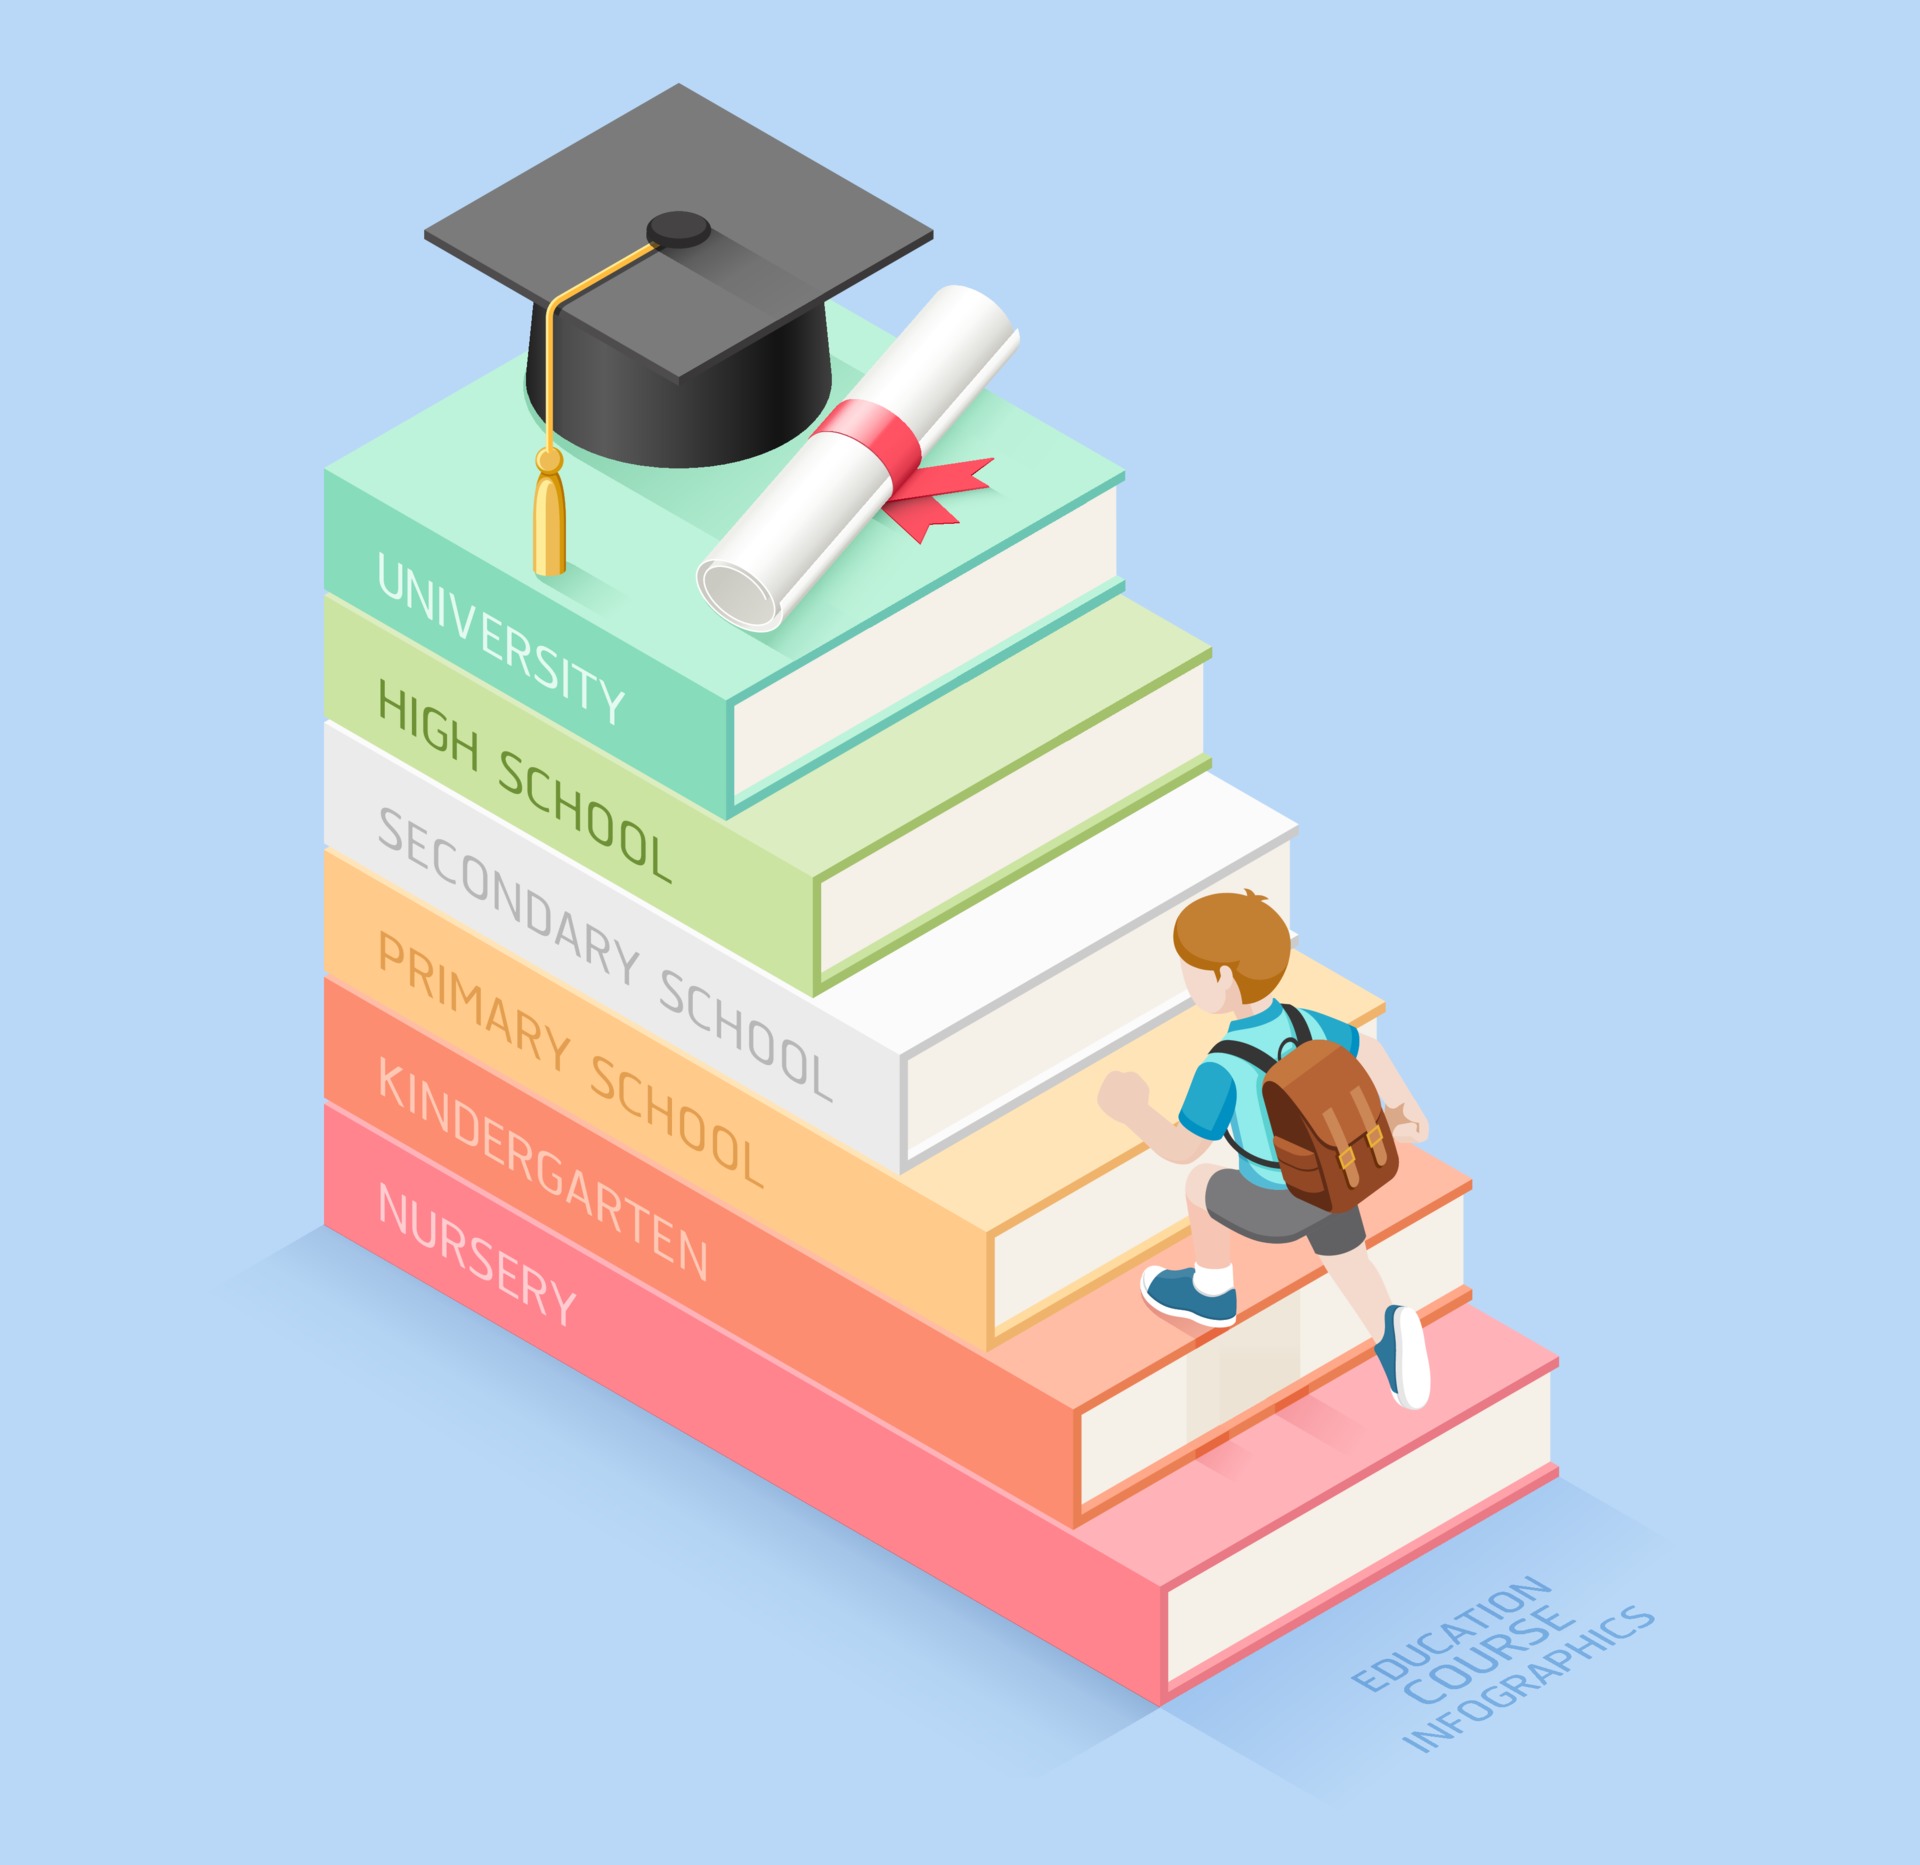 UNIVERSITY
HIGH SCHOOL
SECONDARY SCHOOL
PRIMARY SCHOOL
KINDERGARTEN
NURSERY
EDUCATION
COURSE
INFOGRAPHICS